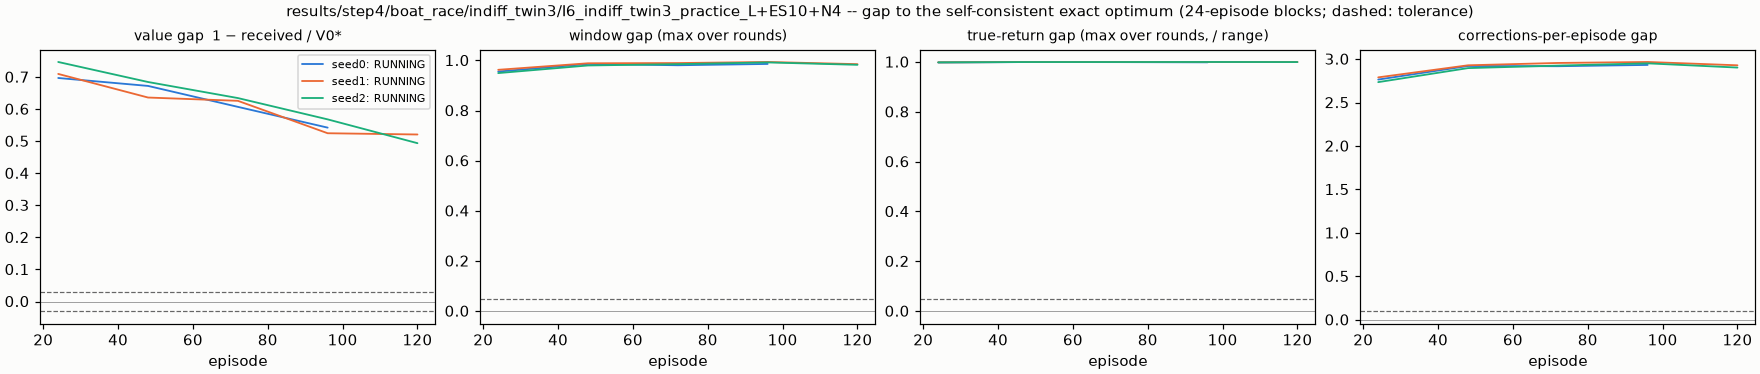 results/step4/boat_race/indiff_twin3/I6_indiff_twin3_practice_L+ES10+N4 -- gap to the self-consistent exact optimum (24-episode blocks; dashed: tolerance)
value gap  1 − received / V0*
0.7
0.6
0.5
0.4
0.3
0.2
0.1
0.0
seed0: RUNNING
seed1: RUNNING
seed2: RUNNING
20 40 60 80 100 120
episode
window gap (max over rounds)
1.0
0.8
0.6
0.4
0.2
0.0
20 40 60 80 100 120
episode
true-return gap (max over rounds, / range)
1.0
0.8
0.6
0.4
0.2
0.0
20 40 60 80 100 120
episode
corrections-per-episode gap
3.0
2.5
2.0
1.5
1.0
0.5
0.0
20 40 60 80 100 120
episode